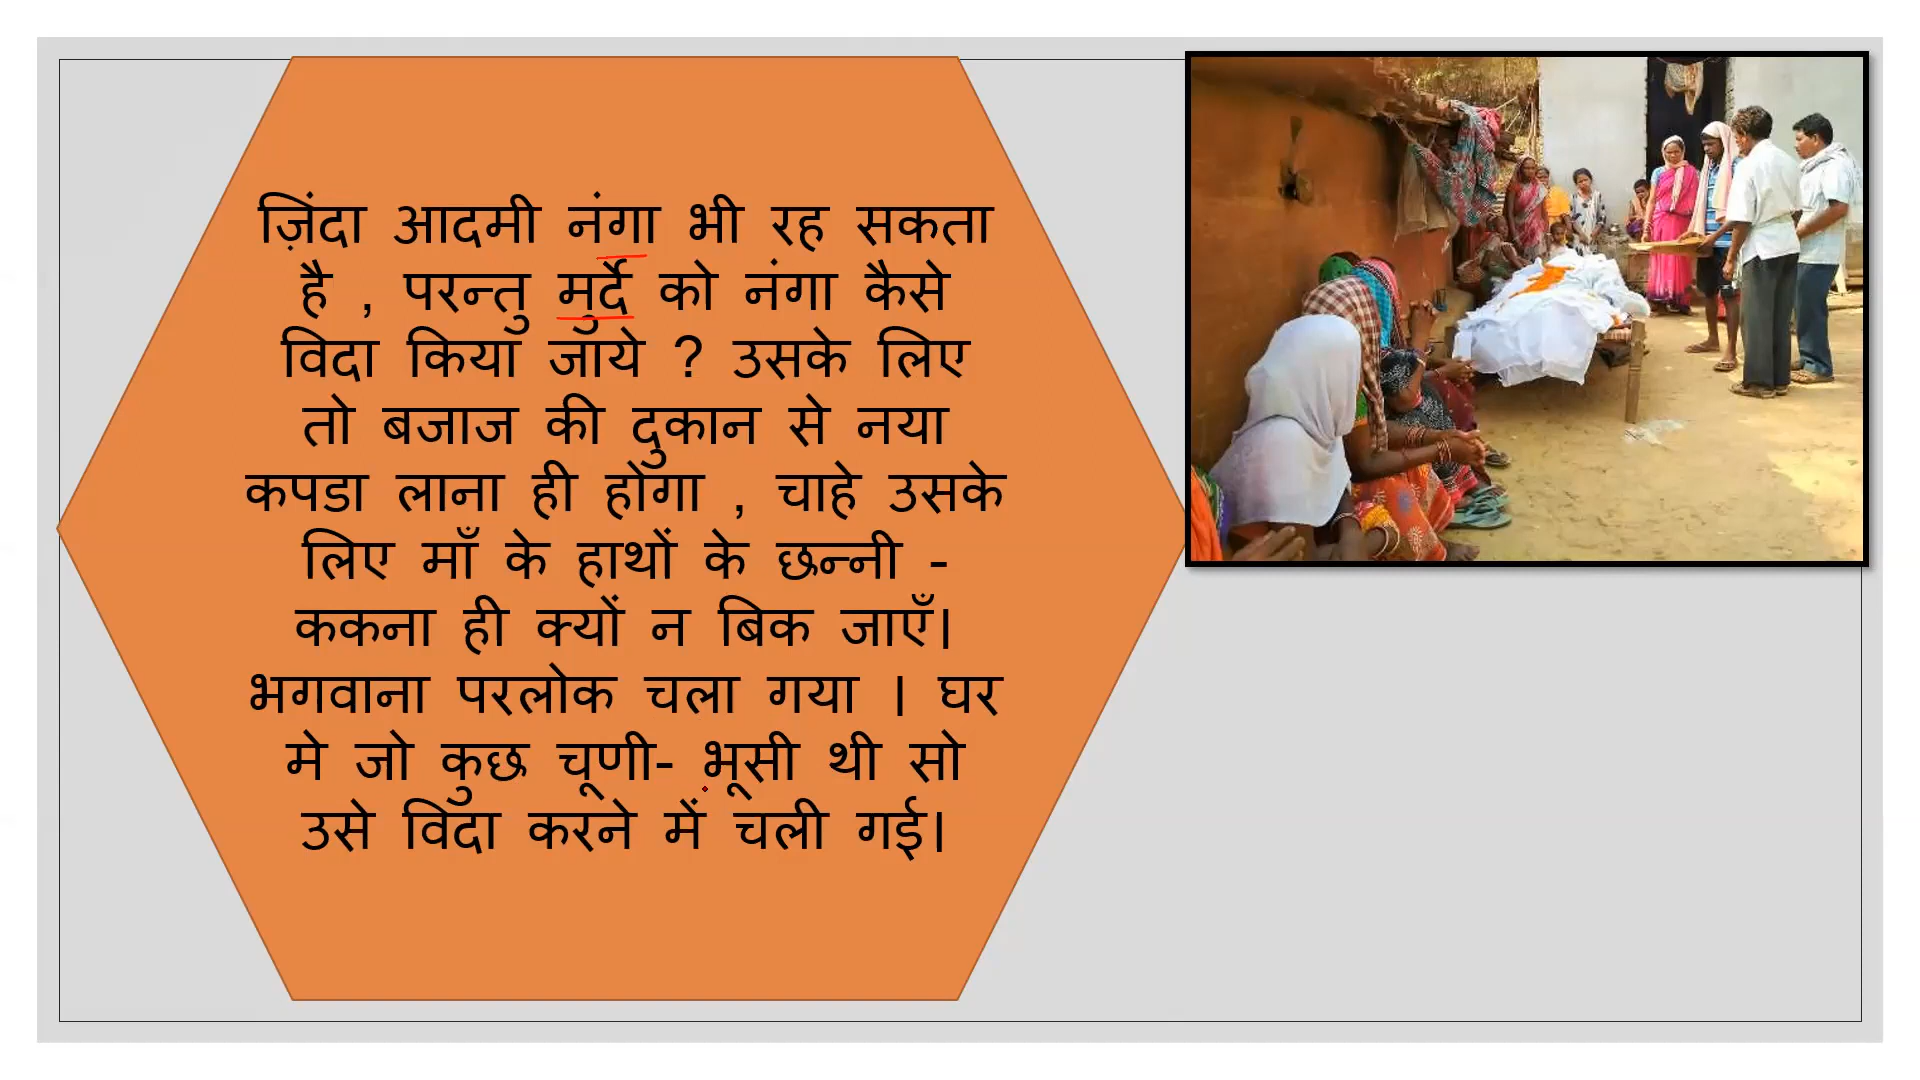 ज़िंदा आदमी नंगा भी रह सकता
है , परन्तु मुर्दे को नंगा कैसे
विदा किया जाये ? उसके लिए
तो बजाज की दुकान से नया
कपडा लाना ही होगा , चाहे उसके
लिए माँ के हाथों के छन्नी -
ककना ही क्यों न बिक जाएँ।
भगवाना परलोक चला गया । घर
मे जो कुछ चूणी- भूसी थी सो
उसे विदा करने में चली गई।